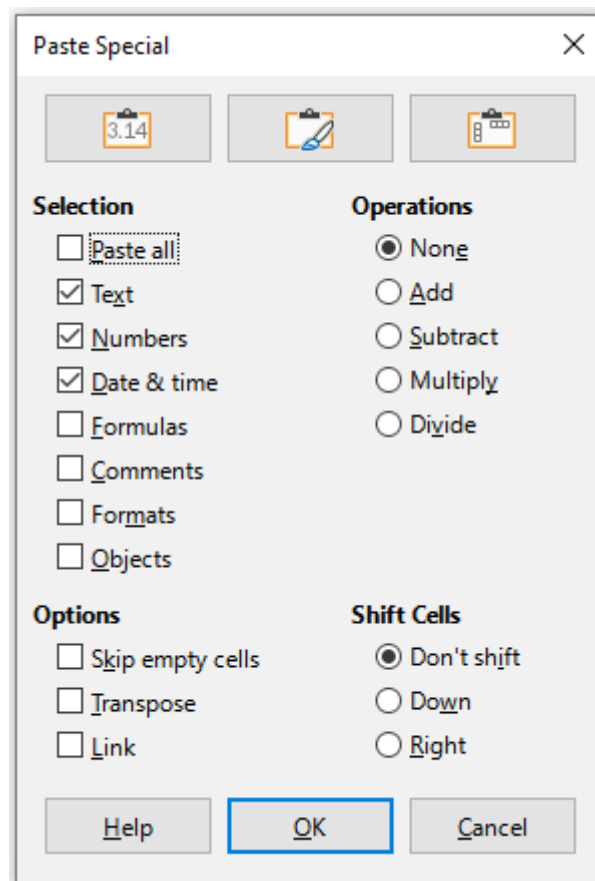 Paste Special
3.14
Selection
Paste all
Text
Numbers
Date & time
Formulas
Comments
Formats
Objects
Operations
None
Add
Subtract
Multiply
Divide
Options
Skip empty cells
Transpose
Link
Shift Cells
Don't shift
Down
Right
Help
OK
Cancel